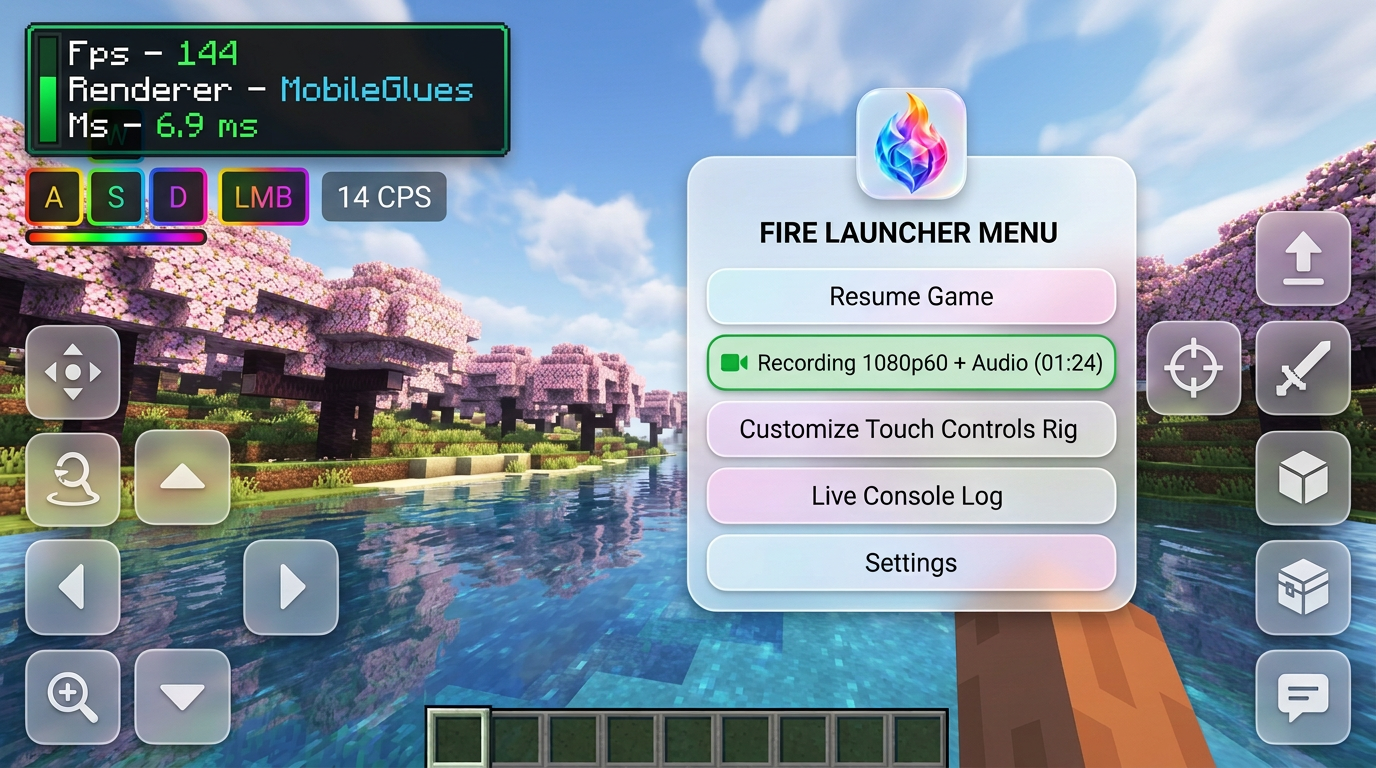 Fps - 144
Renderer - MobileGlues
Ms - 6.9 ms
W
A S D LMB 14 CPS
FIRE LAUNCHER MENU
Resume Game
Recording 1080p60 + Audio (01:24)
Customize Touch Controls Rig
Live Console Log
Settings